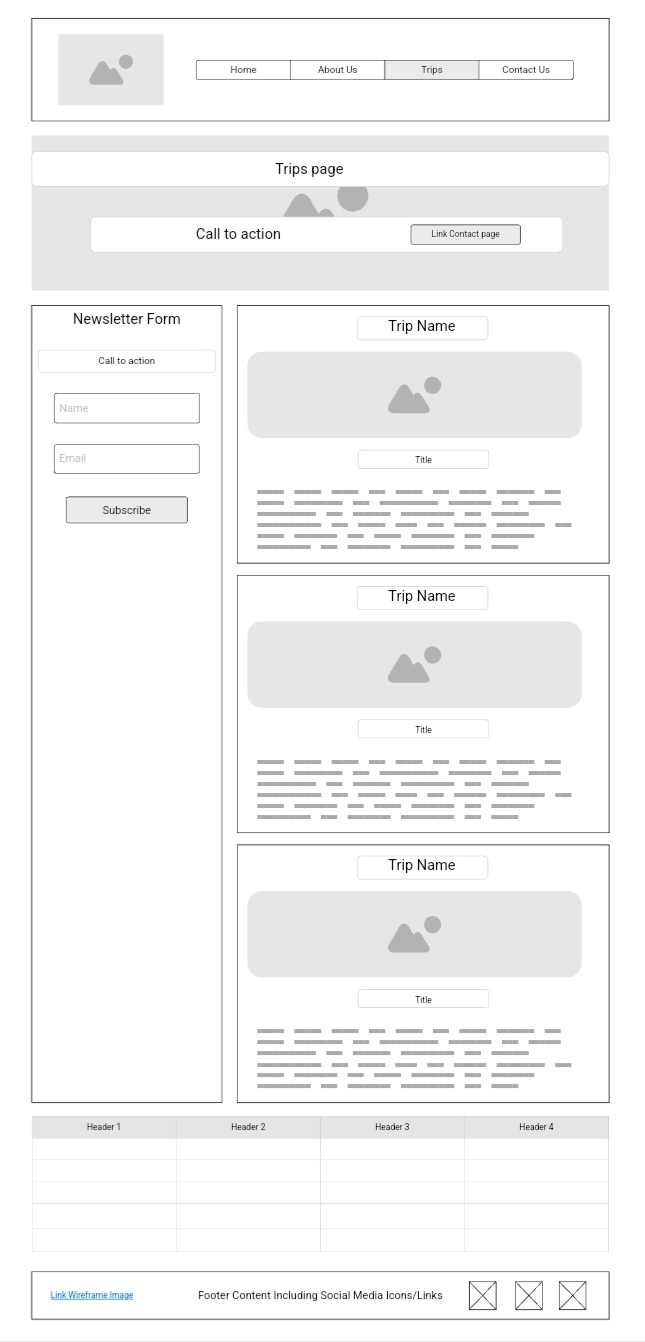 Home About Us Trips Contact Us
Trips page
Call to action Link Contact page
Newsletter Form
Call to action
Name
Email
Subscribe
Trip Name
Title
Trip Name
Title
Trip Name
Title
Header 1 Header 2 Header 3 Header 4
Link Wireframe Image Footer Content Including Social Media Icons/Links